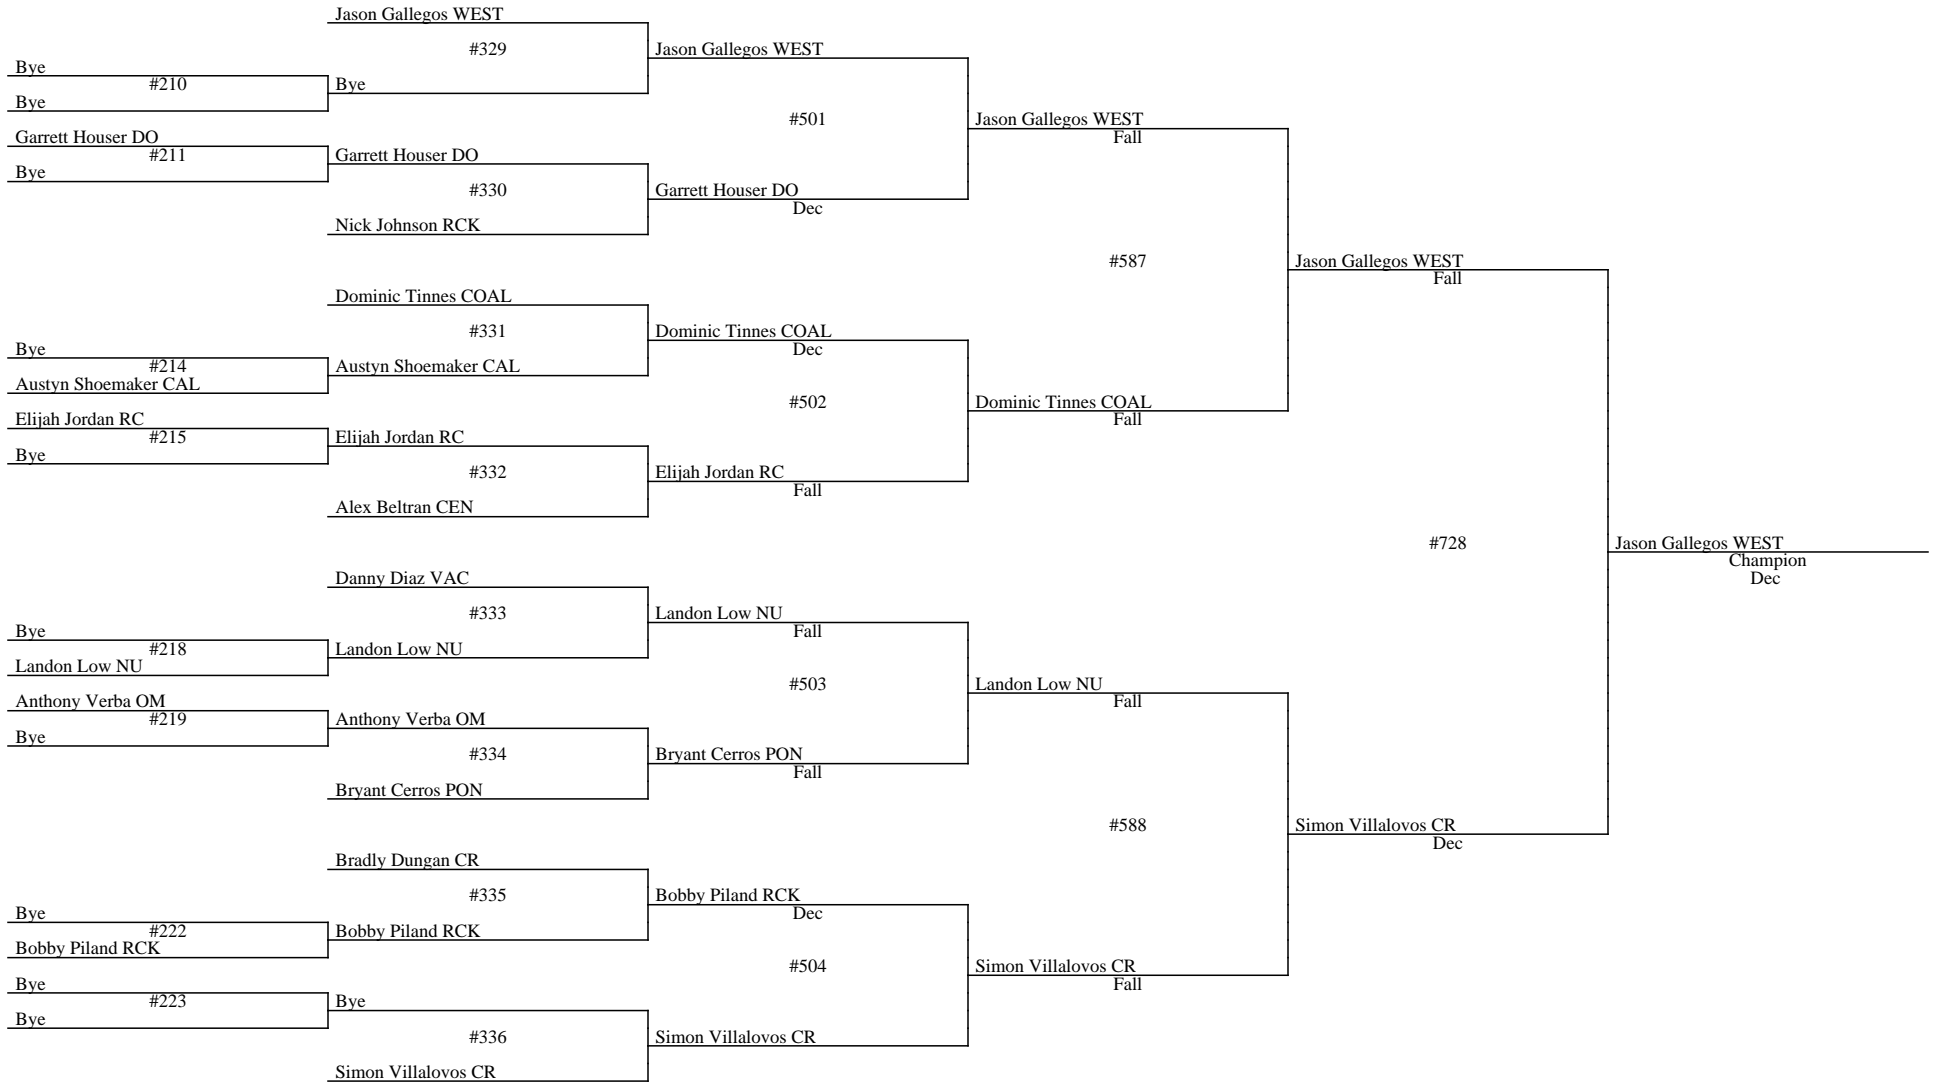 Jason Gallegos WEST
#329
Jason Gallegos WEST
Bye
#210
Bye
Bye
#501
Jason Gallegos WEST
Fall
Garrett Houser DO
#211
Garrett Houser DO
Bye
#330
Garrett Houser DO
Dec
Nick Johnson RCK
#587
Jason Gallegos WEST
Fall
Dominic Tinnes COAL
#331
Dominic Tinnes COAL
Dec
Bye
#214
Austyn Shoemaker CAL
Austyn Shoemaker CAL
#502
Dominic Tinnes COAL
Fall
Elijah Jordan RC
#215
Elijah Jordan RC
Bye
#332
Elijah Jordan RC
Fall
Alex Beltran CEN
#728
Jason Gallegos WEST
Champion
Dec
Danny Diaz VAC
#333
Landon Low NU
Fall
Bye
#218
Landon Low NU
Landon Low NU
#503
Landon Low NU
Fall
Anthony Verba OM
#219
Anthony Verba OM
Bye
#334
Bryant Cerros PON
Fall
Bryant Cerros PON
#588
Simon Villalovos CR
Dec
Bradly Dungan CR
#335
Bobby Piland RCK
Dec
Bye
#222
Bobby Piland RCK
Bobby Piland RCK
#504
Simon Villalovos CR
Fall
Bye
#223
Bye
Bye
#336
Simon Villalovos CR
Simon Villalovos CR